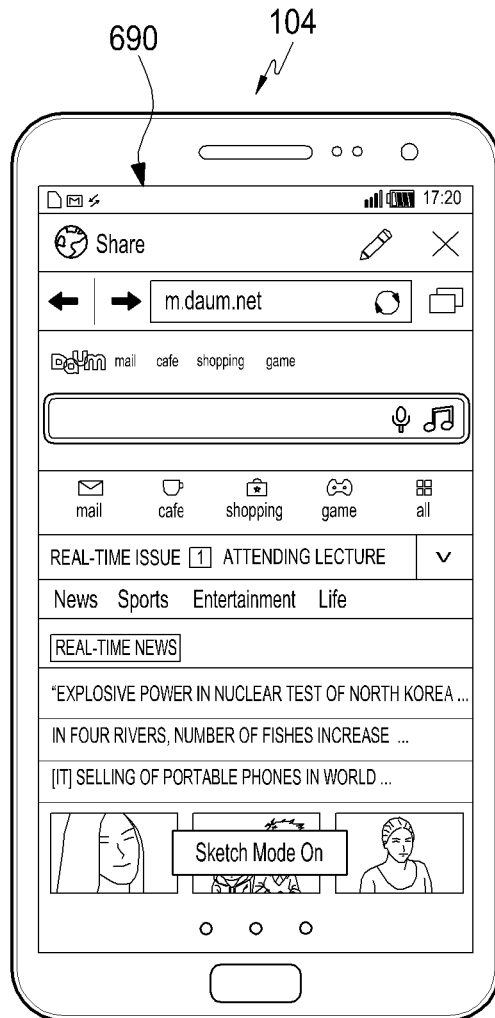 690
104
17:20
Share
m.daum.net
Daum mail cafe shopping game
mail cafe shopping game all
REAL-TIME ISSUE 1 ATTENDING LECTURE
News Sports Entertainment Life
REAL-TIME NEWS
“EXPLOSIVE POWER IN NUCLEAR TEST OF NORTH KOREA ...
IN FOUR RIVERS, NUMBER OF FISHES INCREASE ...
[IT] SELLING OF PORTABLE PHONES IN WORLD ...
Sketch Mode On